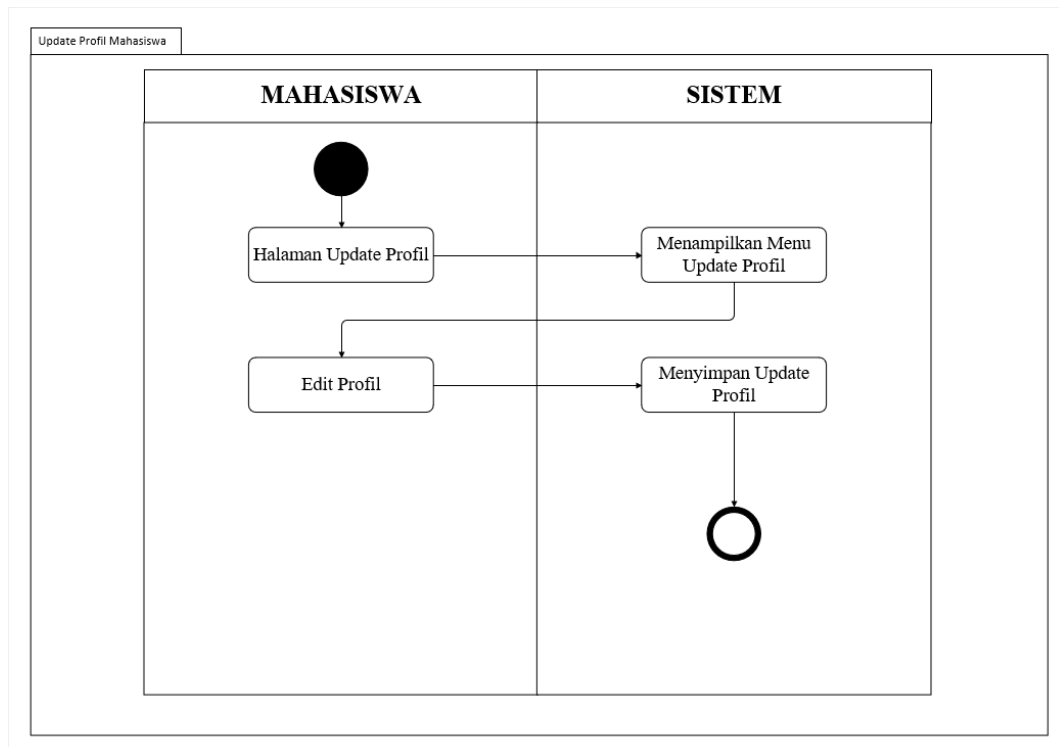 Update Profil Mahasiswa
MAHASISWA
SISTEM
Halaman Update Profil
Menampilkan Menu
Update Profil
Edit Profil
Menyimpan Update
Profil